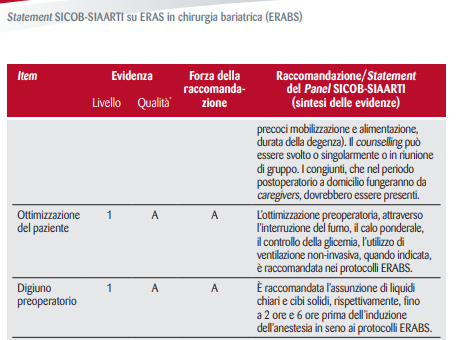 Statement SICOB-SIAARTI su ERAS in chirurgia bariatrica (ERABS)
Item
Evidenza
Livello
Qualità*
Forza della
raccomanda-
zione
Raccomandazione/Statement
del Panel SICOB-SIAARTI
(sintesi delle evidenze)
precoci mobilizzazione e alimentazione,
durata della degenza). Il counselling può
essere svolto o singolarmente o in riunione
di gruppo. I congiunti, che nel periodo
postoperatorio a domicilio fungeranno da
caregivers, dovrebbero essere presenti.
Ottimizzazione
del paziente
1
A
A
L'ottimizzazione preoperatoria, attraverso
l'interruzione del fumo, il calo ponderale,
il controllo della glicemia, l'utilizzo di
ventilazione non-invasiva, quando indicata,
è raccomandata nei protocolli ERABS.
Digiuno
preoperatorio
1
A
A
È raccomandata l'assunzione di liquidi
chiari e cibi solidi, rispettivamente, fino
a 2 ore e 6 ore prima dell'induzione
dell'anestesia in seno ai protocolli ERABS.